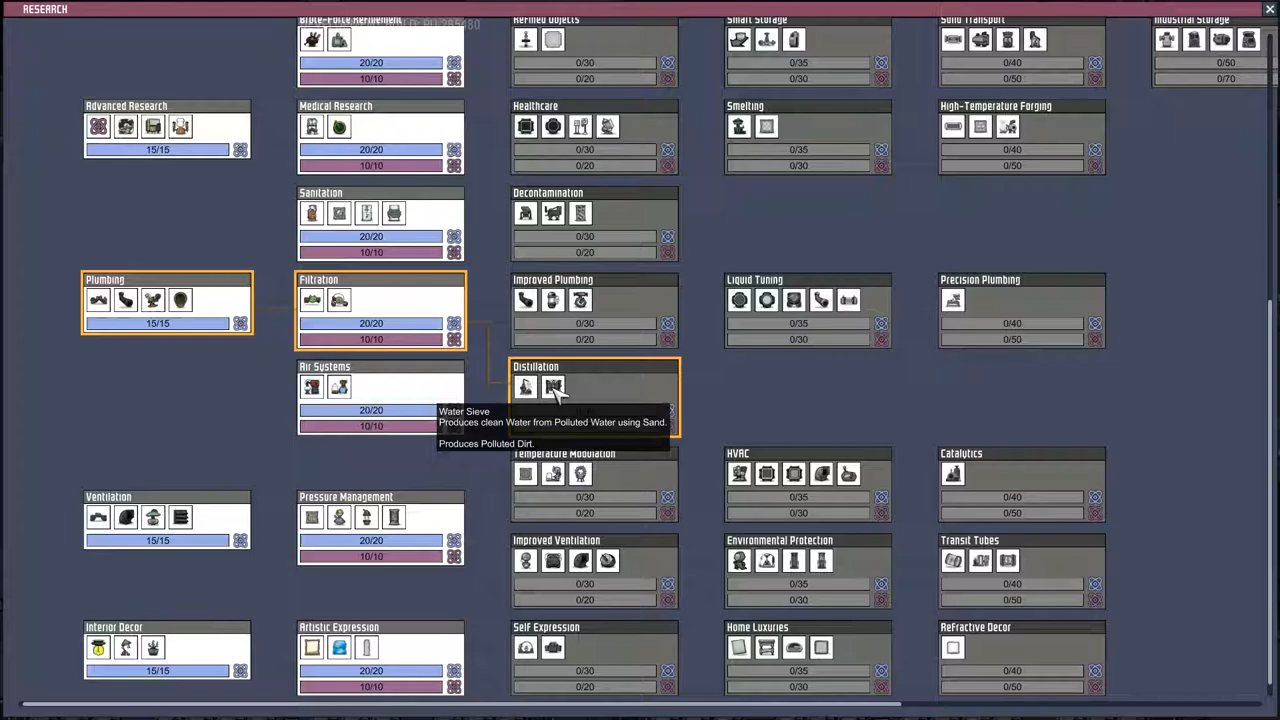 RESEARCH
Brute-Force Refinement
Refined Objects
Smart Storage
Solid Transport
Industrial Storage
20/20
0/30
0/35
0/40
0/50
10/10
0/20
0/30
0/50
0/70
Advanced Research
Medical Research
Healthcare
Smelting
High-Temperature Forging
15/15
20/20
0/30
0/35
0/40
10/10
0/20
0/30
0/50
Sanitation
Decontamination
20/20
0/30
10/10
0/20
Plumbing
Filtration
Improved Plumbing
Liquid Tuning
Precision Plumbing
15/15
20/20
0/30
0/35
0/40
10/10
0/20
0/30
0/50
Air Systems
Distillation
20/20
10/10
Water Sieve
Produces clean Water from Polluted Water using Sand.
Produces Polluted Dirt.
Temperature Modulation
HVAC
Catalytics
0/30
0/35
0/40
0/20
0/30
0/50
Ventilation
Pressure Management
15/15
20/20
10/10
Improved Ventilation
Environmental Protection
Transit Tubes
0/30
0/35
0/40
0/20
0/30
0/50
Interior Decor
Artistic Expression
Self Expression
Home Luxuries
Refractive Decor
15/15
20/20
0/30
0/35
0/40
10/10
0/20
0/30
0/50